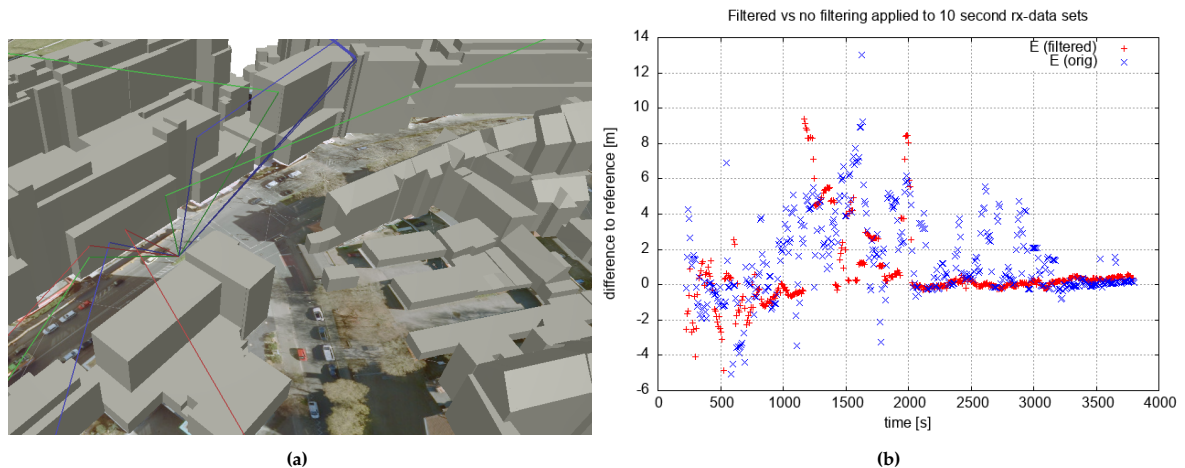 Filtered vs no filtering applied to 10 second rx-data sets
E (filtered)
E (orig)
difference to reference [m]
14
12
10
8
6
4
2
0
-2
-4
-6
0 500 1000 1500 2000 2500 3000 3500 4000
time [s]
(a)
(b)